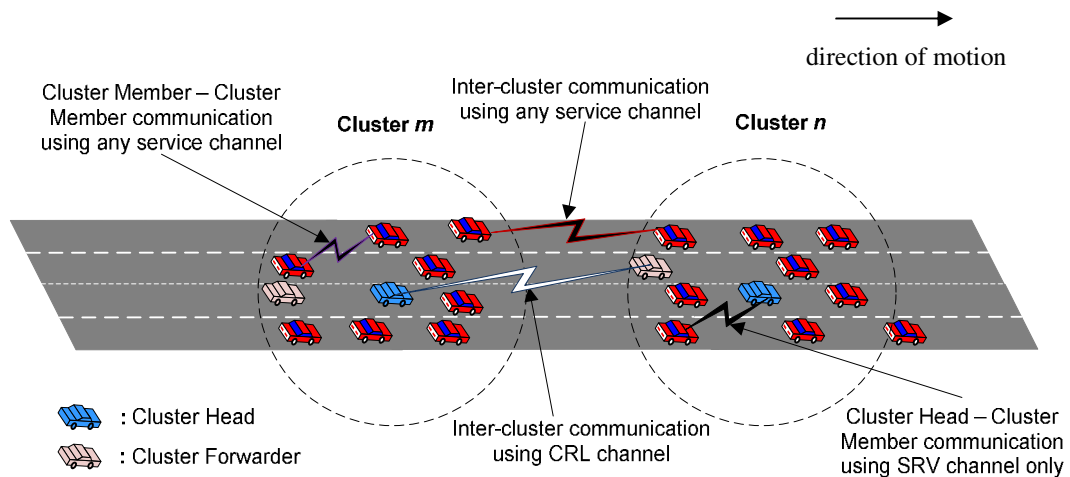 direction of motion
Cluster Member – Cluster
Member communication
using any service channel
Inter-cluster communication
using any service channel
Cluster m
Cluster n
: Cluster Head
: Cluster Forwarder
Inter-cluster communication
using CRL channel
Cluster Head – Cluster
Member communication
using SRV channel only